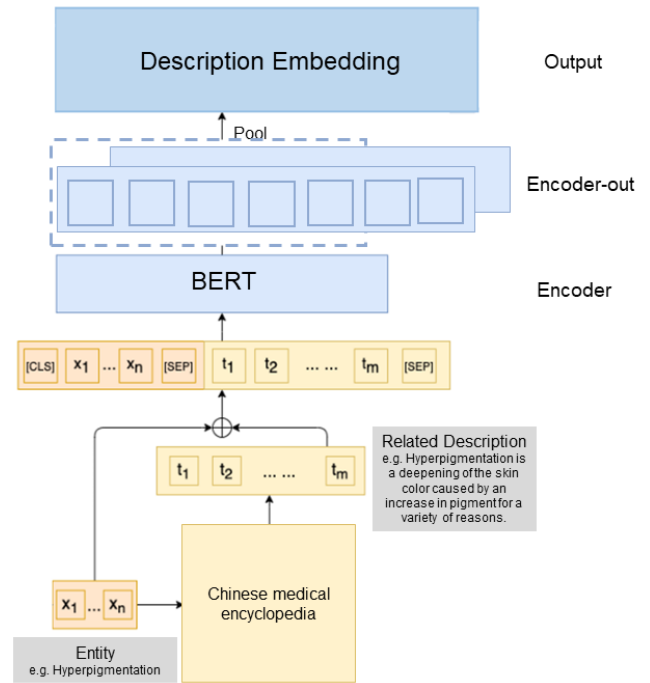 Description Embedding
Output
Pool
Encoder-out
BERT
Encoder
[CLS] x1 ... xn [SEP] t1 t2 ... ... tm [SEP]
Related Description
e.g. Hyperpigmentation is
a deepening of the skin
color caused by an
increase in pigment for a
variety of reasons.
t1 t2 ... ... tm
Chinese medical
encyclopedia
x1 ... xn
Entity
e.g. Hyperpigmentation